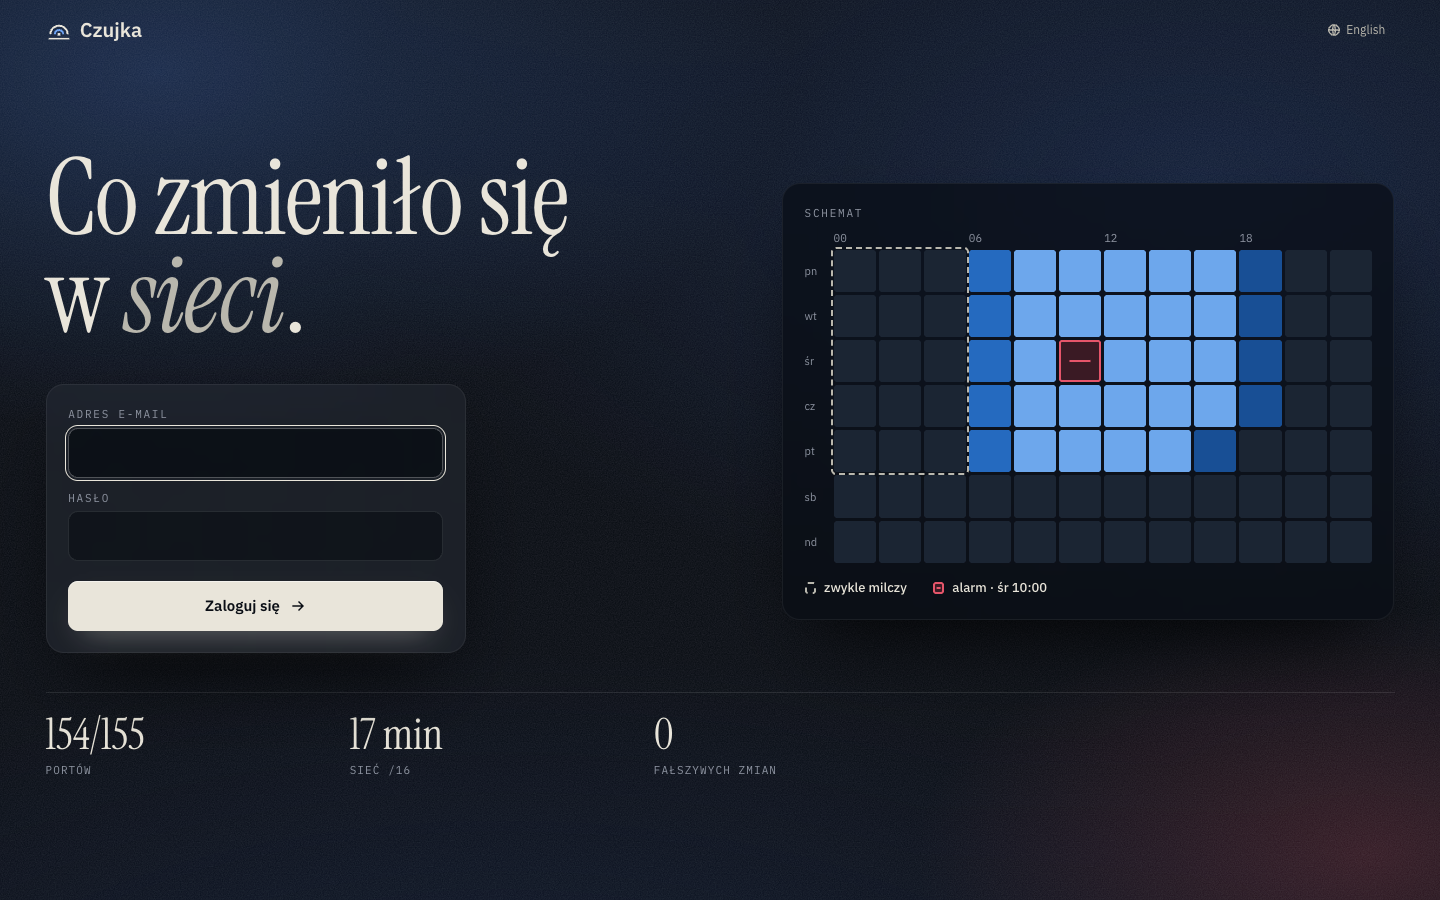 Czujka
English
Co zmieniło się
w sieci.
ADRES E-MAIL
HASŁO
Zaloguj się →
SCHEMAT
00 06 12 18
pn
wt
śr
cz
pt
sb
nd
zwykle milczy alarm · śr 10:00
154/155 17 min 0
PORTÓW SIEĆ /16 FAŁSZYWYCH ZMIAN